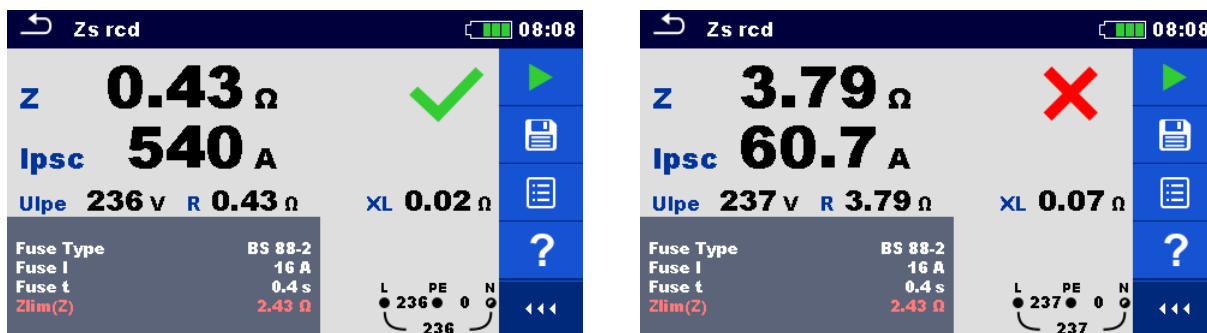 Zs rcd 08:08
Z 0.43 Ω
Ipsc 540 A
Ulpe 236 V R 0.43 Ω XL 0.02 Ω
Fuse Type BS 88-2
Fuse I 16 A
Fuse t 0.4 s
Zlim(Z) 2.43 Ω
L PE N
236 0
236
?
Zs rcd 08:08
Z 3.79 Ω
Ipsc 60.7 A
Ulpe 237 V R 3.79 Ω XL 0.07 Ω
Fuse Type BS 88-2
Fuse I 16 A
Fuse t 0.4 s
Zlim(Z) 2.43 Ω
L PE N
237 0
237
?